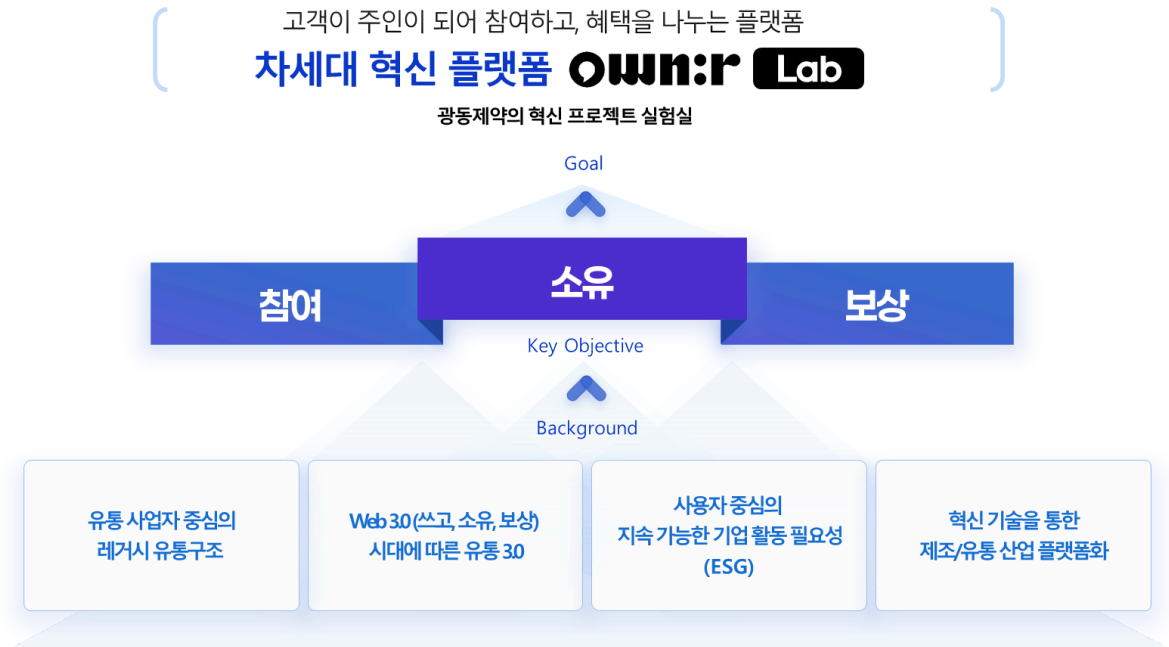 고객이 주인이 되어 참여하고, 혜택을 나누는 플랫폼
차세대 혁신 플랫폼 own:r Lab
광동제약의 혁신 프로젝트 실험실
Goal
참여
소유
보상
Key Objective
Background
유통 사업자 중심의
레거시 유통구조
Web 3.0 (쓰고, 소유, 보상)
시대에 따른 유통 3.0
사용자 중심의
지속 가능한 기업 활동 필요성
(ESG)
혁신 기술을 통한
제조/유통 산업 플랫폼화